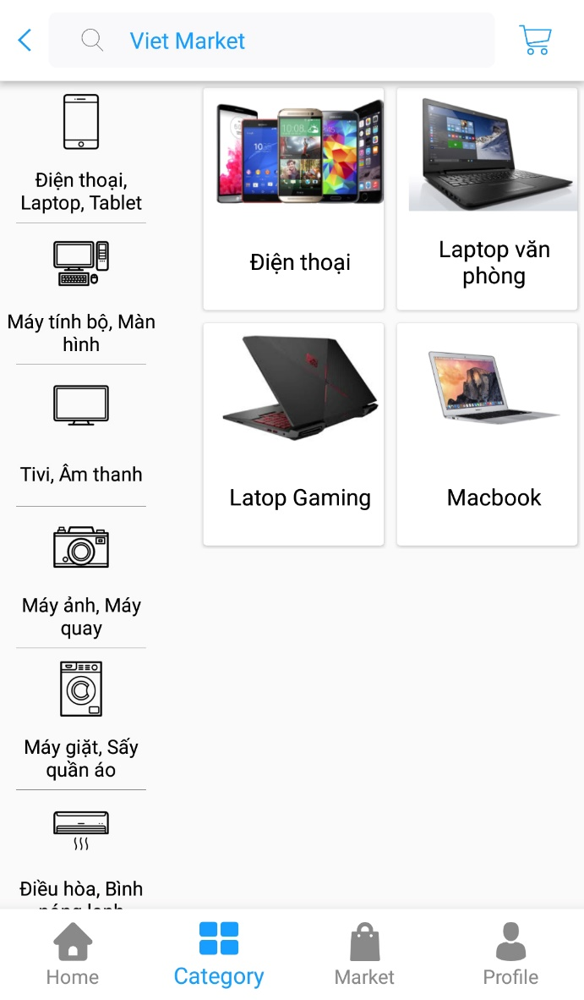 Viet Market
Điện thoại,
Laptop, Tablet
Máy tính bộ, Màn
hình
Tivi, Âm thanh
Máy ảnh, Máy
quay
Máy giặt, Sấy
quần áo
Điều hòa, Bình
Điện thoại
Laptop văn
phòng
Latop Gaming
Macbook
Home
Category
Market
Profile